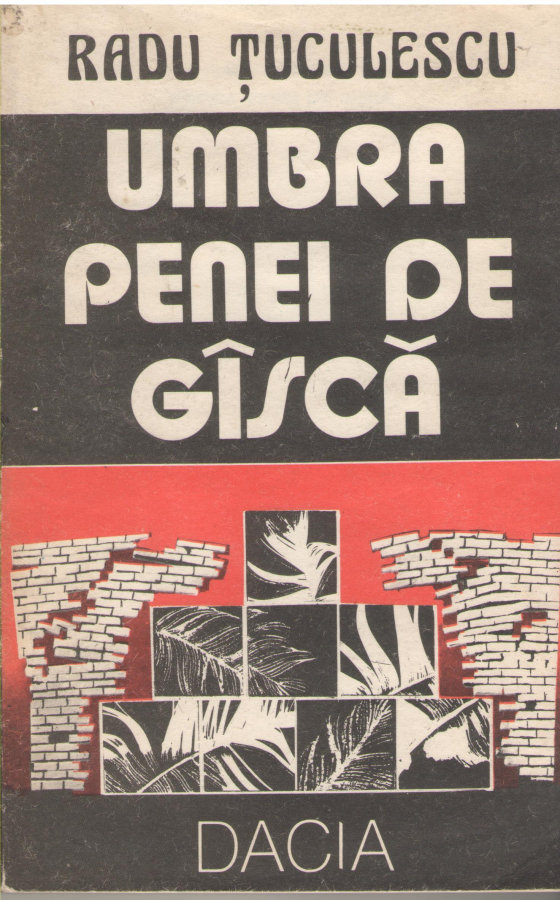 RADU ȚUCULESCU
UMBRA
PENEI DE
GÎSCĂ
DACIA